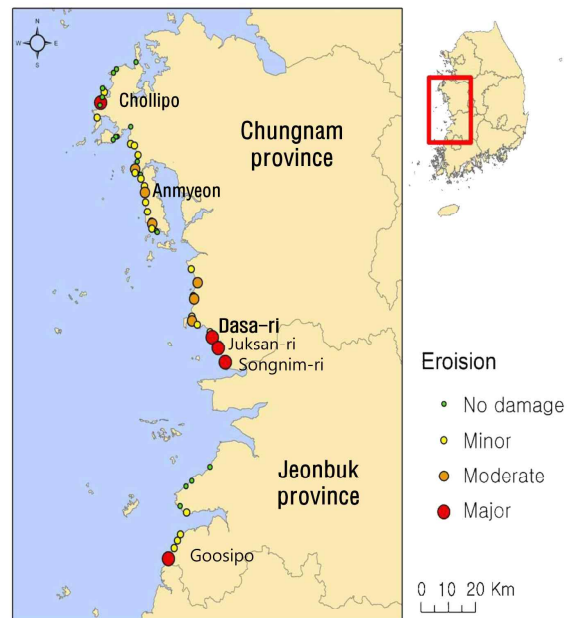 N
W
E
S
Chollipo
Chungnam
province
Anmyeon
Dasa-ri
Juksan-ri
Songnim-ri
Jeonbuk
province
Goosipo
Eroision
No damage
Minor
Moderate
Major
0 10 20 Km